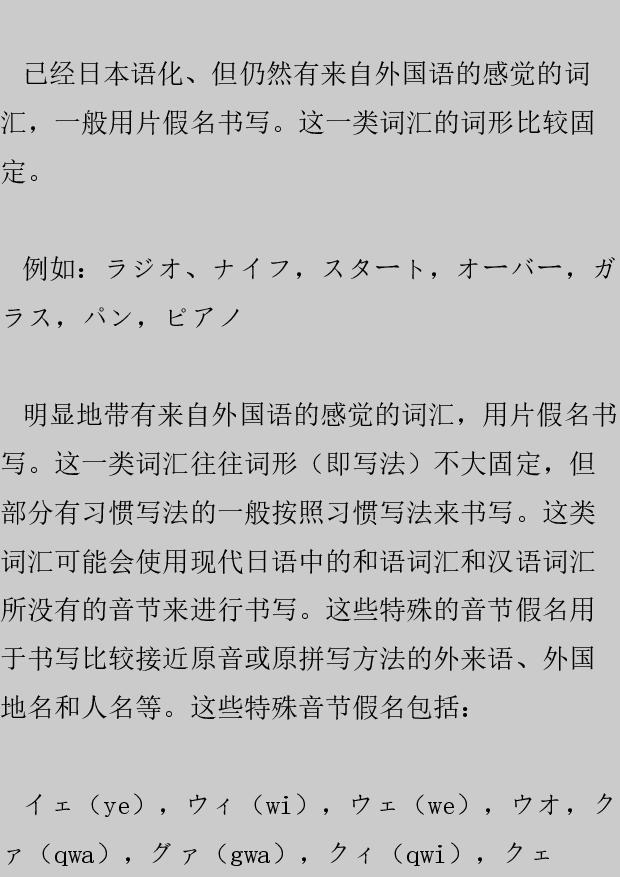 已经日本语化、但仍然有来自外国语的感觉的词
汇，一般用片假名书写。这一类词汇的词形比较固
定。
例如：ラジオ、ナイフ，スタート，オーバー，ガ
ラス，パン，ピアノ
明显地带有来自外国语的感觉的词汇，用片假名书
写。这一类词汇往往词形（即写法）不大固定，但
部分有习惯写法的一般按照习惯写法来书写。这类
词汇可能会使用现代日语中的和语词汇和汉语词汇
所没有的音节来进行书写。这些特殊的音节假名用
于书写比较接近原音或原拼写方法的外来语、外国
地名和人名等。这些特殊音节假名包括：
イェ（ye），ウィ（wi），ウェ（we），ウオ，ク
ァ（qwa），グァ（gwa），クィ（qwi），クェ